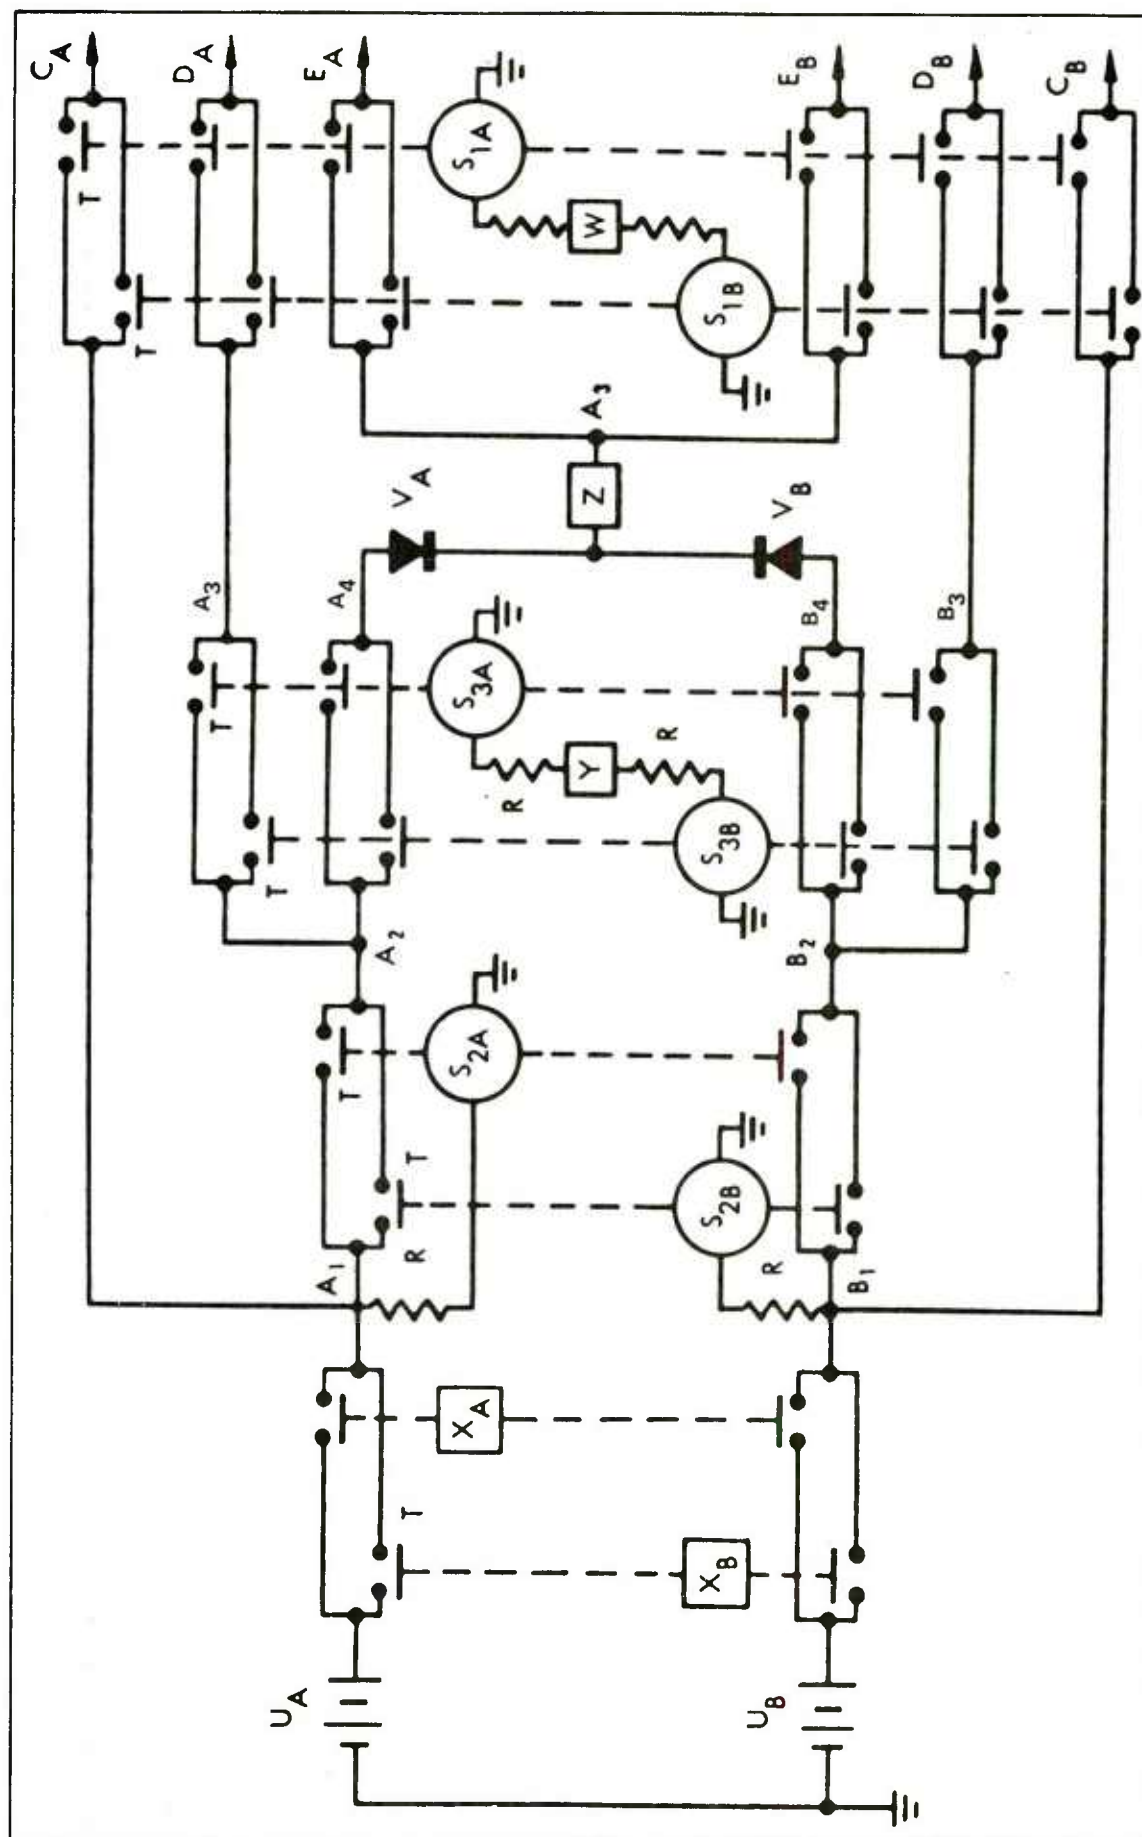 C_A
T
T
D_A
A_3
T
T
U_A
A_1
A_4
E_A
T
A_2
T
R
T
V_A
X_A
S_2A
S_3A
S_1A
R
Y
Z
W
A_3
R
X_B
S_2B
S_3B
S_1B
U_B
R
B_2
V_B
E_B
B_4
B_1
B_3
D_B
C_B